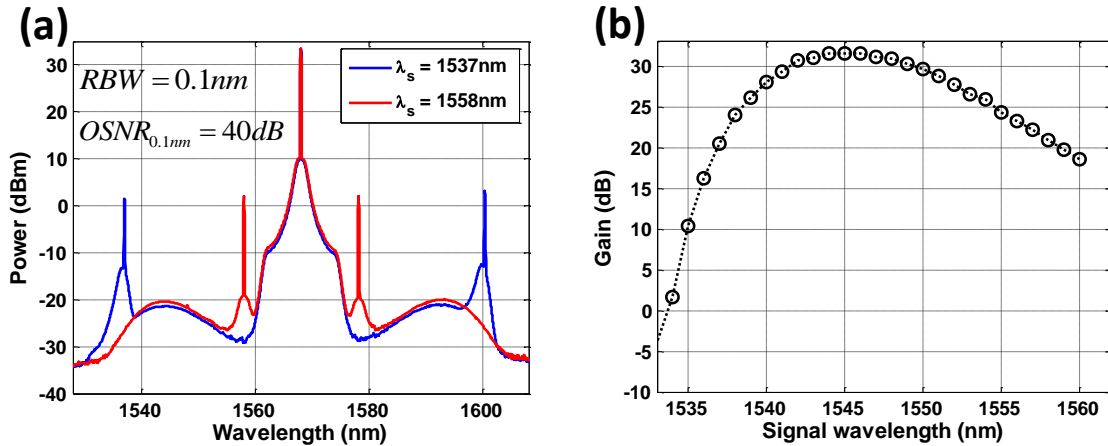 (a)
RBW = 0.1nm
OSNR0.1nm = 40dB
λs = 1537nm
λs = 1558nm
30
20
10
0
-10
-20
-30
-40
Power (dBm)
1540
1560
1580
1600
Wavelength (nm)
(b)
30
25
20
15
10
5
0
-5
-10
Gain (dB)
1535
1540
1545
1550
1555
1560
Signal wavelength (nm)